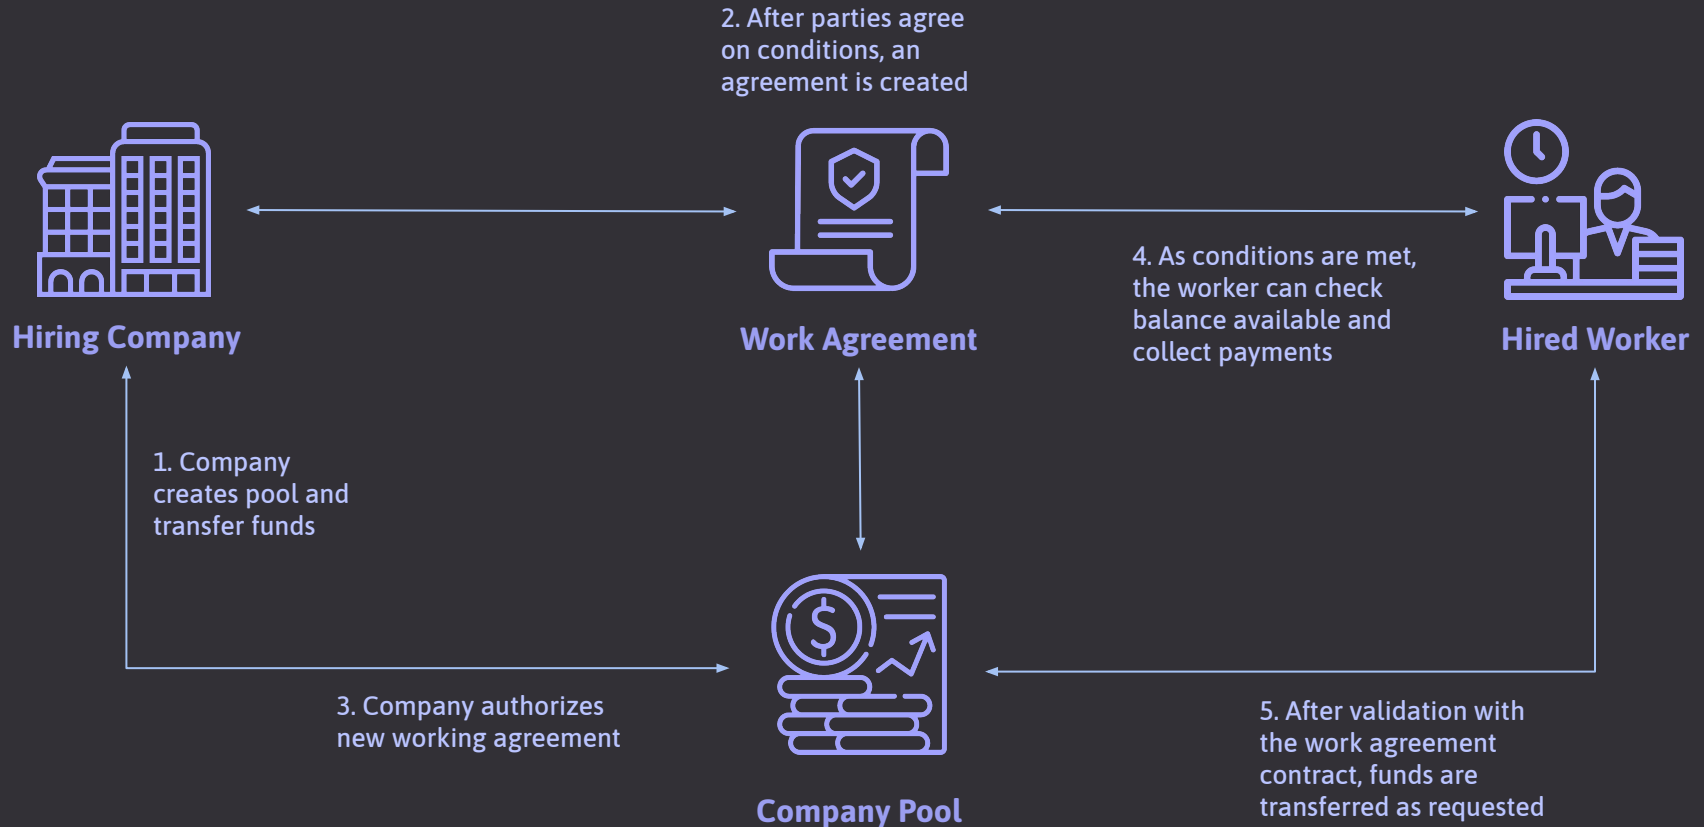 2. After parties agree
on conditions, an
agreement is created
Hiring Company
Work Agreement
4. As conditions are met,
the worker can check
balance available and
collect payments
Hired Worker
1. Company
creates pool and
transfer funds
$
3. Company authorizes
new working agreement
Company Pool
5. After validation with
the work agreement
contract, funds are
transferred as requested